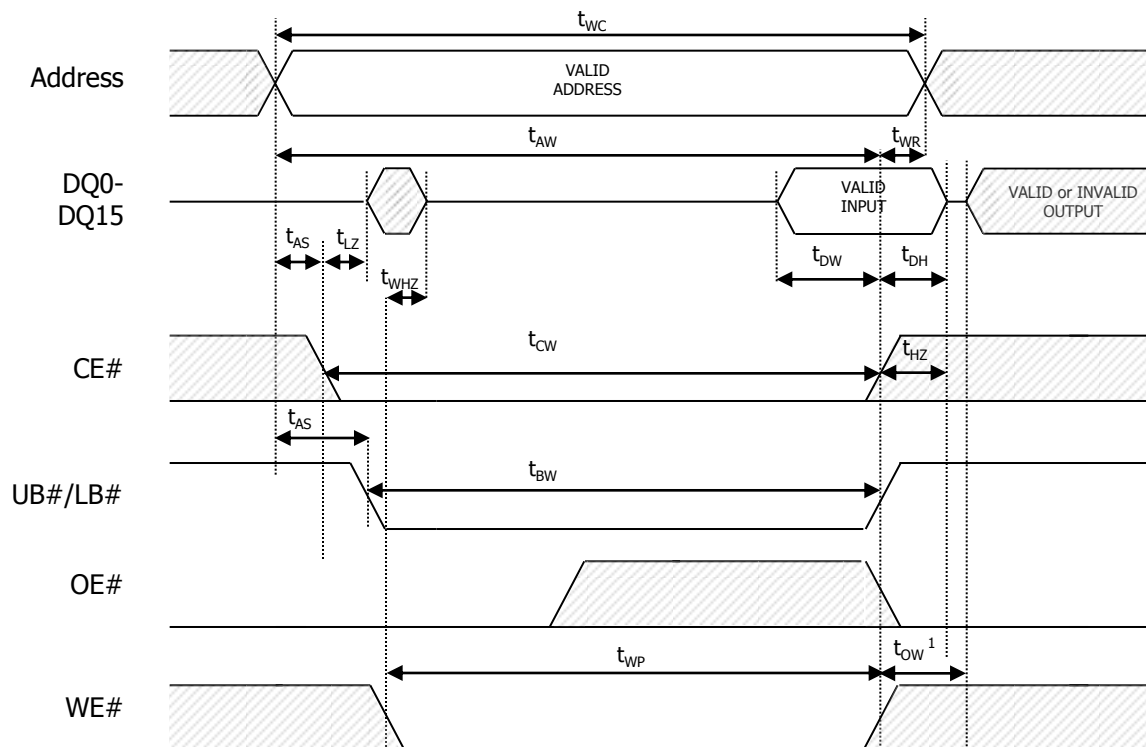 tWC
Address
VALID
ADDRESS
tAW
tWR
DQ0-
DQ15
VALID
INPUT
VALID or INVALID
OUTPUT
tAS
tLZ
tDW
tDH
tWHZ
CE#
tCW
tHZ
tAS
UB#/LB#
tBW
OE#
tWP
tOW 1
WE#